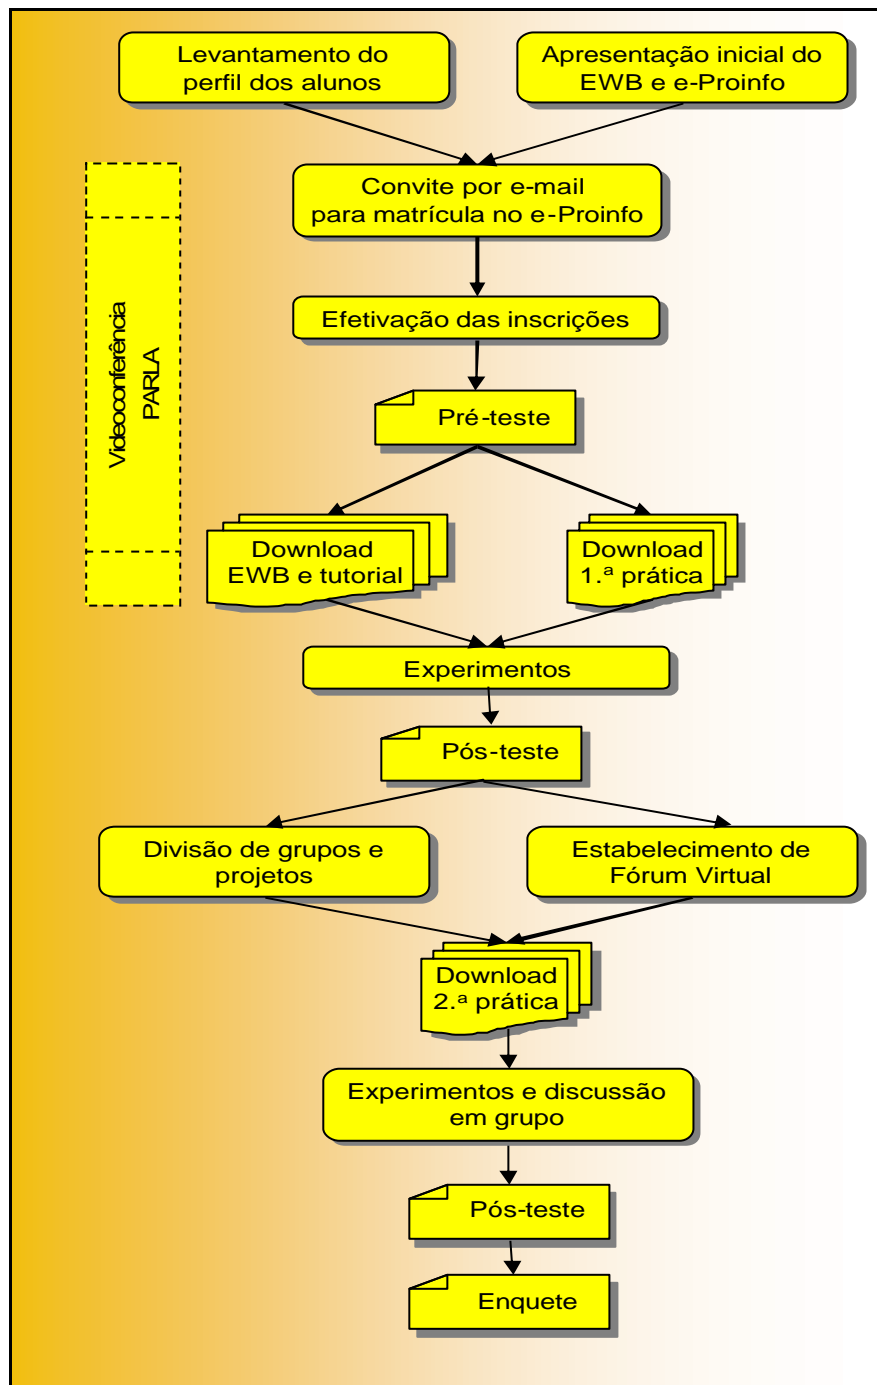 Levantamento do
perfil dos alunos
Apresentação inicial do
EWB e e-Proinfo
Convite por e-mail
para matrícula no e-Proinfo
Videoconferência
PARLA
Efetivação das inscrições
Pré-teste
Download
EWB e tutorial
Download
1.ª prática
Experimentos
Pós-teste
Divisão de grupos e
projetos
Estabelecimento de
Fórum Virtual
Download
2.ª prática
Experimentos e discussão
em grupo
Pós-teste
Enquete